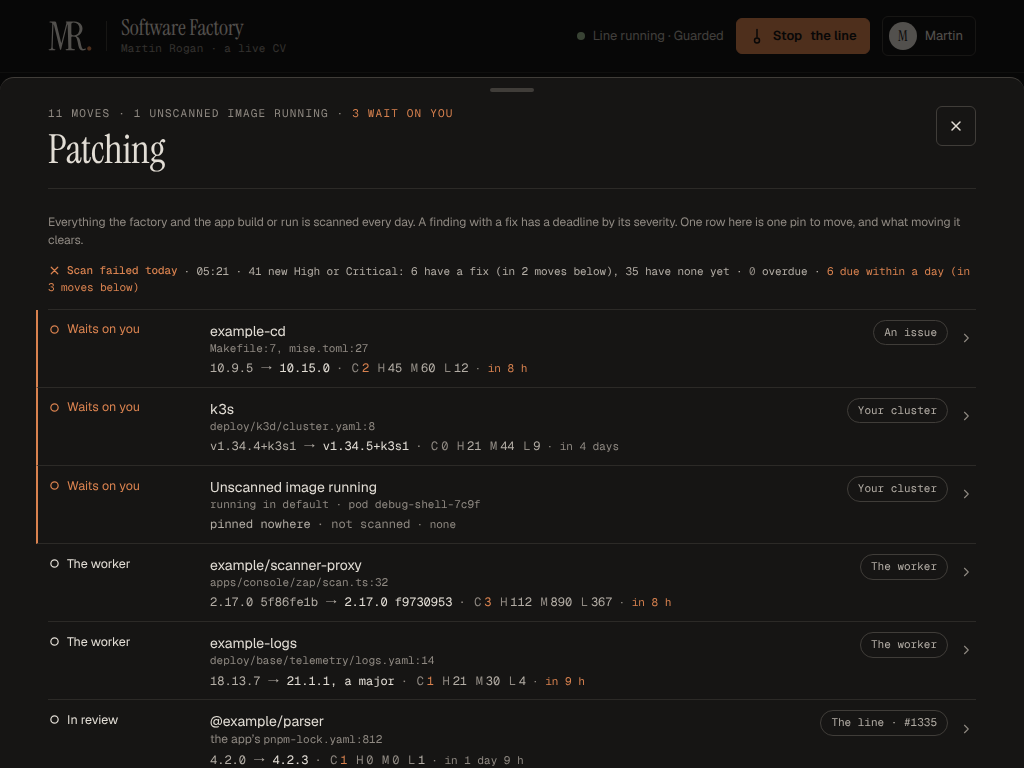 MR.
Software Factory
Martin Rogan · a live CV
Line running · Guarded
Stop the line
M
Martin
11 MOVES · 1 UNSCANNED IMAGE RUNNING · 3 WAIT ON YOU
Patching
Everything the factory and the app build or run is scanned every day. A finding with a fix has a deadline by its severity. One row here is one pin to move, and what moving it
clears.
Scan failed today · 05:21 · 41 new High or Critical: 6 have a fix (in 2 moves below), 35 have none yet · 0 overdue · 6 due within a day (in
3 moves below)
Waits on you
example-cd
An issue
Makefile:7, mise.toml:27
10.9.5 → 10.15.0 · C 2 H 45 M 60 L 12 · in 8 h
Waits on you
k3s
Your cluster
deploy/k3d/cluster.yaml:8
v1.34.4+k3s1 → v1.34.5+k3s1 · C 0 H 21 M 44 L 9 · in 4 days
Waits on you
Unscanned image running
Your cluster
running in default · pod debug-shell-7c9f
pinned nowhere · not scanned · none
The worker
example/scanner-proxy
The worker
apps/console/zap/scan.ts:32
2.17.0 5f86fe1b → 2.17.0 f9730953 · C 3 H 112 M 890 L 367 · in 8 h
The worker
example-logs
The worker
deploy/base/telemetry/logs.yaml:14
18.13.7 → 21.1.1, a major · C 1 H 21 M 30 L 4 · in 9 h
In review
@example/parser
The line · #1335
the app's pnpm-lock.yaml:812
4.2.0 → 4.2.3 · C 1 H 0 M 0 L 1 · in 1 day 9 h